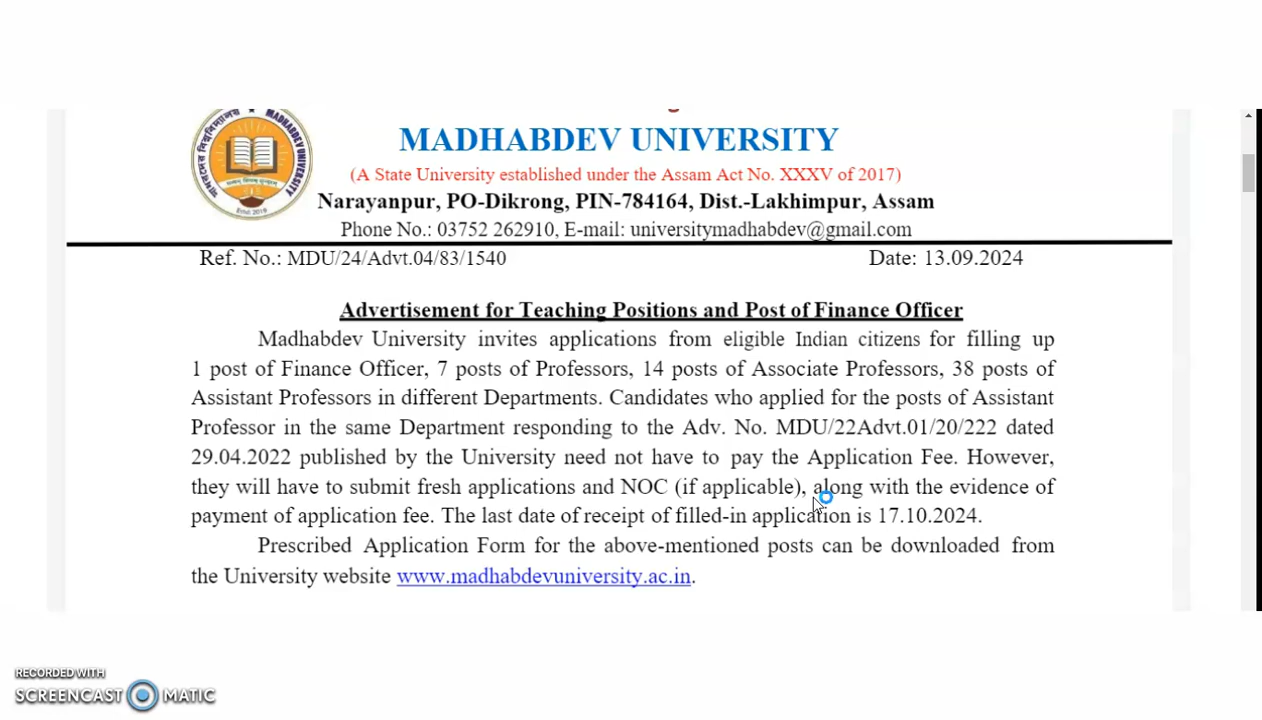 MADHABDEV UNIVERSITY
(A State University established under the Assam Act No. XXXV of 2017)
Narayanpur, PO-Dikrong, PIN-784164, Dist.-Lakhimpur, Assam
Phone No.: 03752 262910, E-mail: universitymadhabdev@gmail.com
Ref. No.: MDU/24/Advt.04/83/1540 Date: 13.09.2024
Advertisement for Teaching Positions and Post of Finance Officer
Madhabdev University invites applications from eligible Indian citizens for filling up
1 post of Finance Officer, 7 posts of Professors, 14 posts of Associate Professors, 38 posts of
Assistant Professors in different Departments. Candidates who applied for the posts of Assistant
Professor in the same Department responding to the Adv. No. MDU/22Advt.01/20/222 dated
29.04.2022 published by the University need not have to pay the Application Fee. However,
they will have to submit fresh applications and NOC (if applicable), along with the evidence of
payment of application fee. The last date of receipt of filled-in application is 17.10.2024.
Prescribed Application Form for the above-mentioned posts can be downloaded from
the University website www.madhabdevuniversity.ac.in.
RECORDED WITH
SCREENCAST MATIC